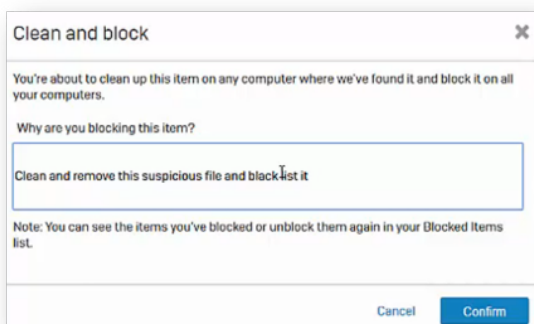 Clean and block
You're about to clean up this item on any computer where we've found it and block it on all
your computers.
Why are you blocking this item?
Clean and remove this suspicious file and blacklist it
Note: You can see the items you've blocked or unblock them again in your Blocked Items
list.
Cancel Confirm